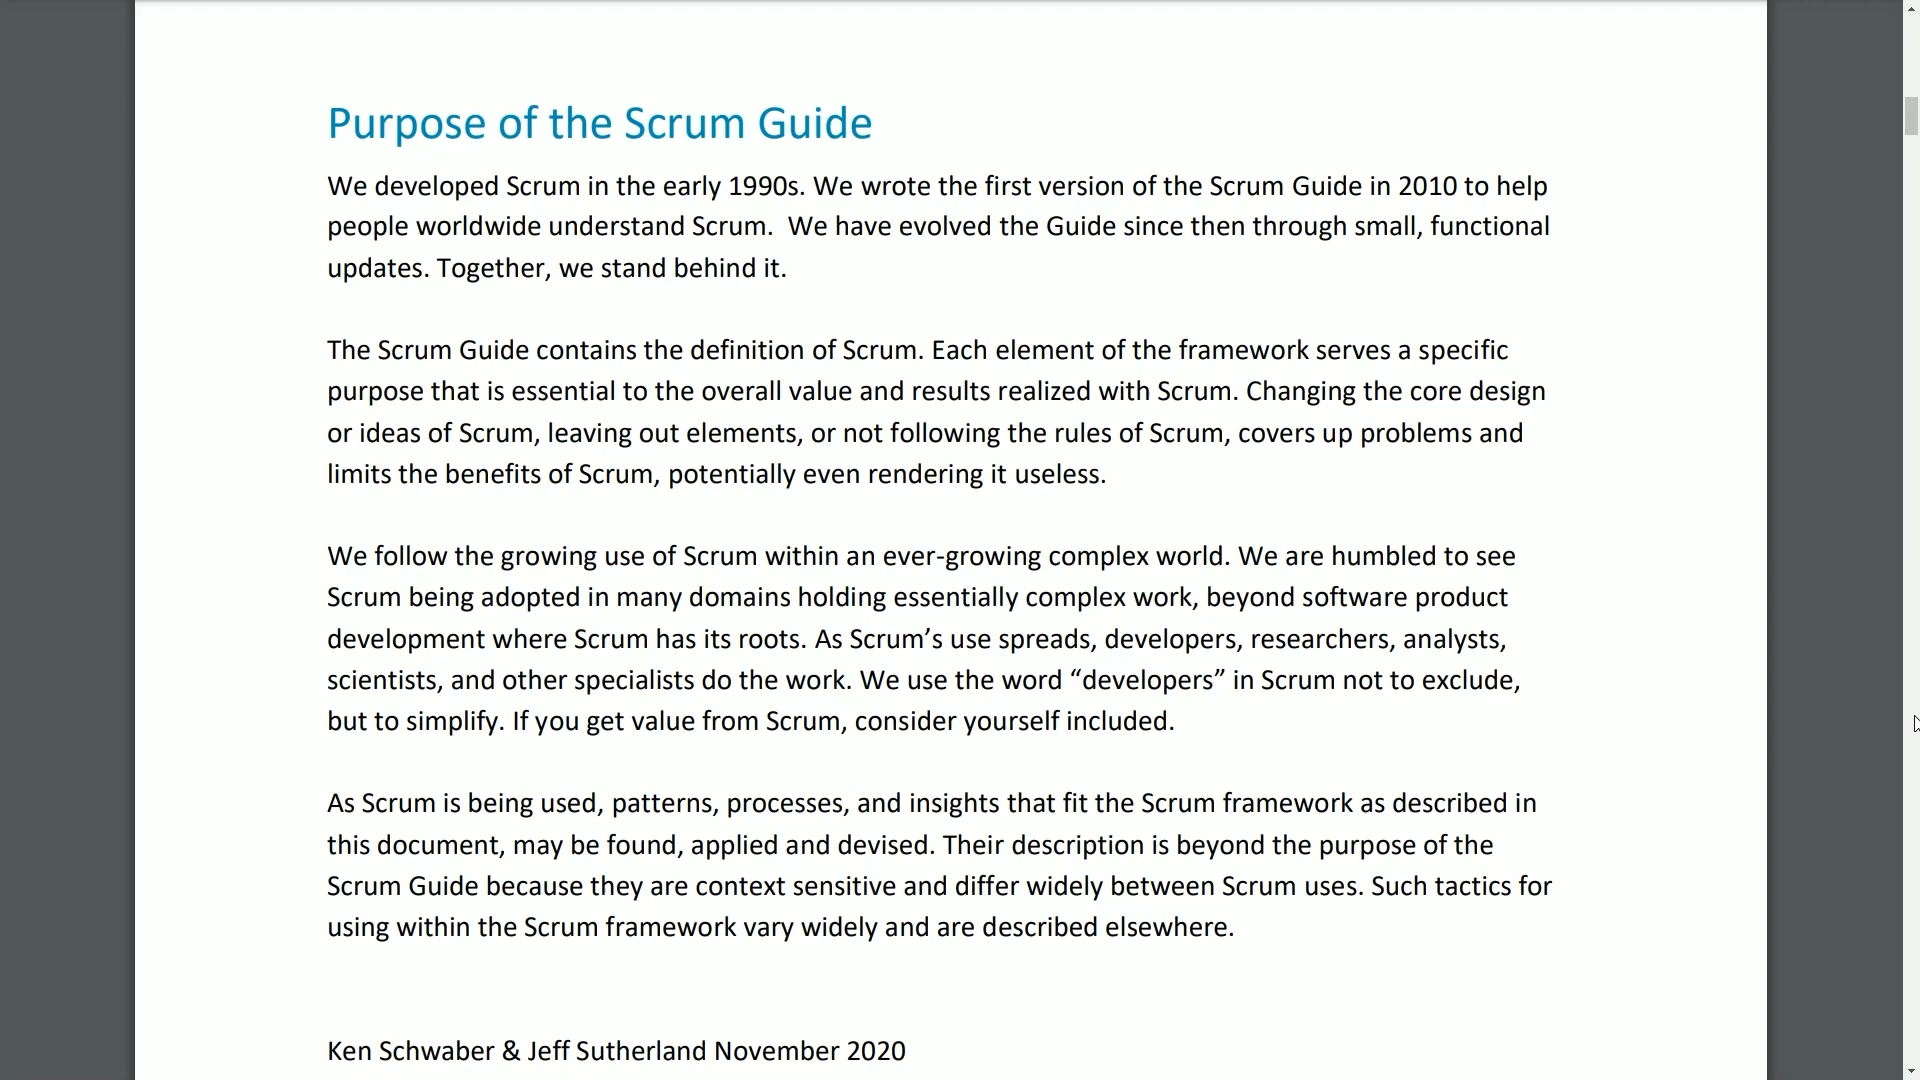 Purpose of the Scrum Guide
We developed Scrum in the early 1990s. We wrote the first version of the Scrum Guide in 2010 to help
people worldwide understand Scrum.  We have evolved the Guide since then through small, functional
updates. Together, we stand behind it.
The Scrum Guide contains the definition of Scrum. Each element of the framework serves a specific
purpose that is essential to the overall value and results realized with Scrum. Changing the core design
or ideas of Scrum, leaving out elements, or not following the rules of Scrum, covers up problems and
limits the benefits of Scrum, potentially even rendering it useless.
We follow the growing use of Scrum within an ever-growing complex world. We are humbled to see
Scrum being adopted in many domains holding essentially complex work, beyond software product
development where Scrum has its roots. As Scrum’s use spreads, developers, researchers, analysts,
scientists, and other specialists do the work. We use the word “developers” in Scrum not to exclude,
but to simplify. If you get value from Scrum, consider yourself included.
As Scrum is being used, patterns, processes, and insights that fit the Scrum framework as described in
this document, may be found, applied and devised. Their description is beyond the purpose of the
Scrum Guide because they are context sensitive and differ widely between Scrum uses. Such tactics for
using within the Scrum framework vary widely and are described elsewhere.
Ken Schwaber & Jeff Sutherland November 2020